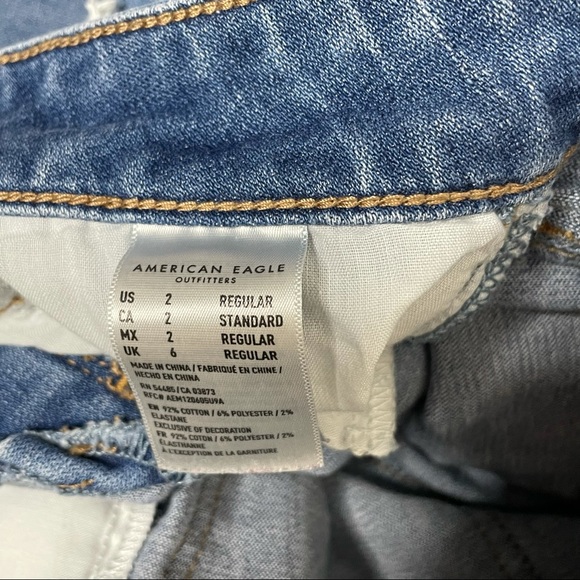 AMERICAN EAGLE
OUTFITTERS
US 2 REGULAR
CA 2 STANDARD
MX 2 REGULAR
UK 6 REGULAR
MADE IN CHINA / FABRIQUÉ EN CHINE /
HECHO EN CHINA
RN 54485/CA 03873
RFC# AEM120605U9A
EN 92% COTTON / 6% POLYESTER / 2%
ELASTANE
EXCLUSIVE OF DECORATION
FR 92% COTON / 6% POLYESTER / 2%
ÉLASTHANNE
À L'EXCEPTION DE LA GARNITURE